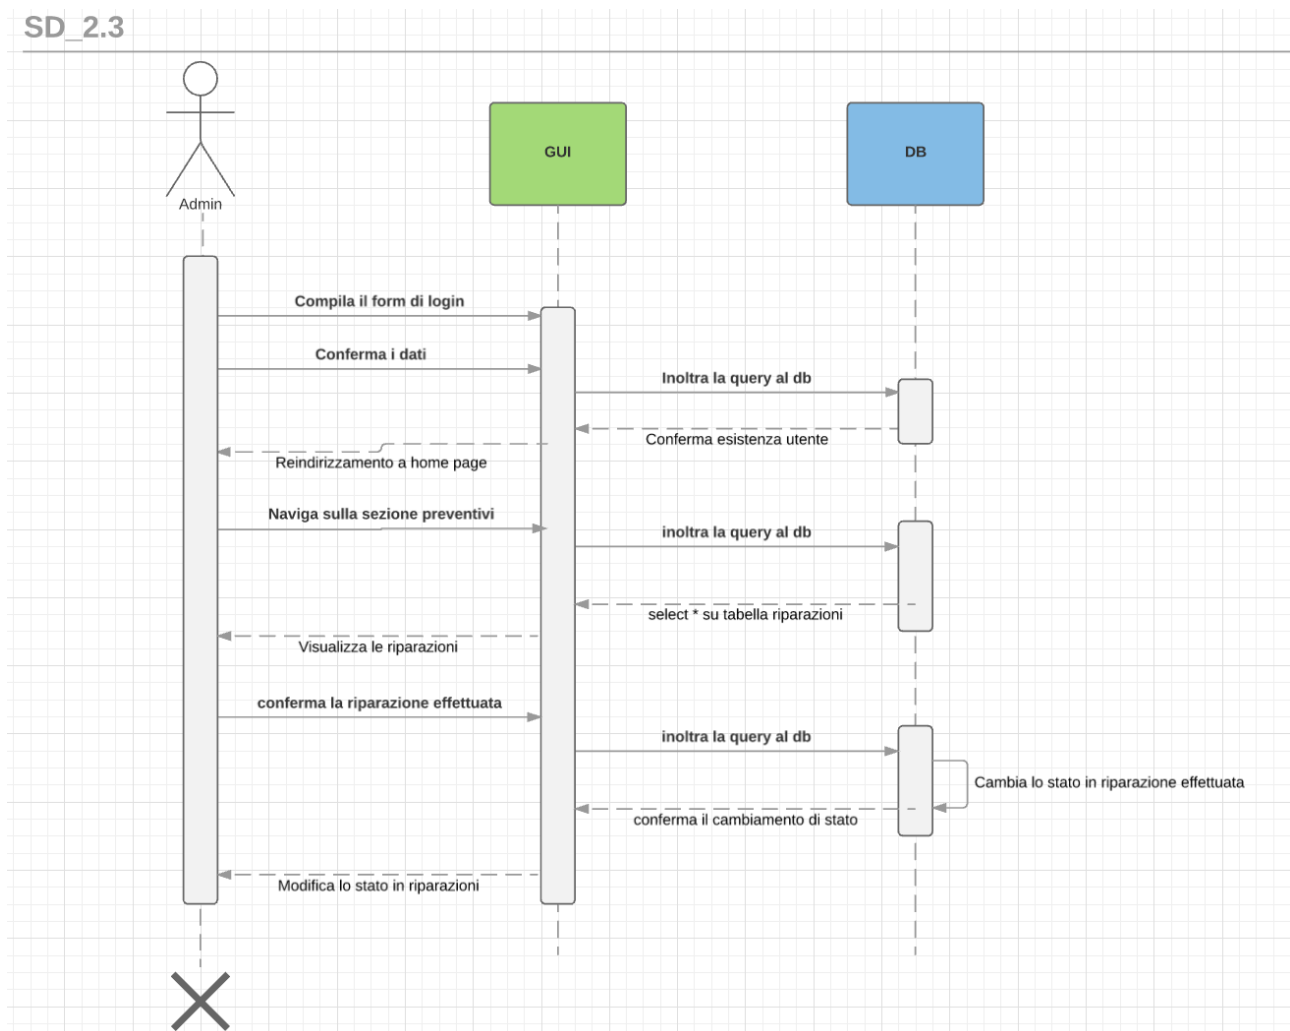 SD_2.3
GUI
DB
Admin
Compila il form di login
Conferma i dati
Inoltra la query al db
Conferma esistenza utente
Reindirizzamento a home page
Naviga sulla sezione preventivi
inoltra la query al db
select * su tabella riparazioni
Visualizza le riparazioni
conferma la riparazione effettuata
inoltra la query al db
Cambia lo stato in riparazione effettuata
conferma il cambiamento di stato
Modifica lo stato in riparazioni